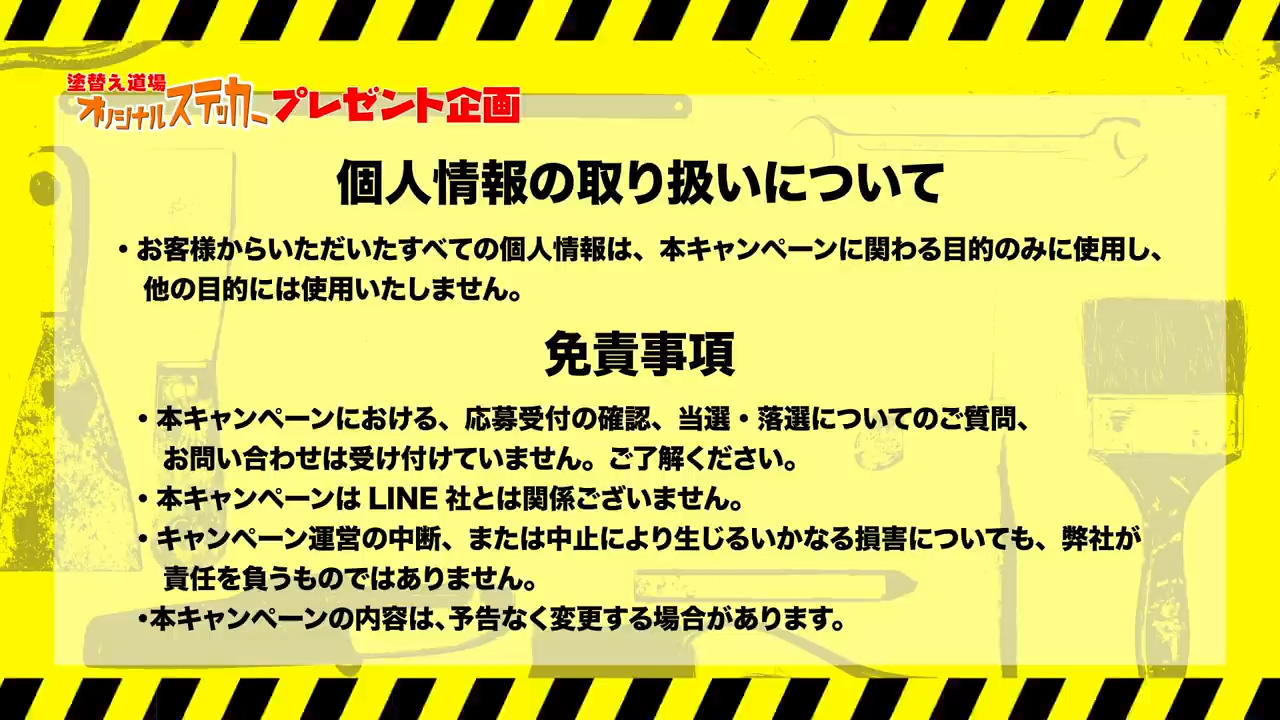 塗替え道場
オリジナルステッカープレゼント企画
個人情報の取り扱いについて
・お客様からいただいたすべての個人情報は、本キャンペーンに関わる目的のみに使用し、
他の目的には使用いたしません。
免責事項
・本キャンペーンにおける、応募受付の確認、当選・落選についてのご質問、
お問い合わせは受け付けていません。ご了解ください。
・本キャンペーンは LINE 社とは関係ございません。
・キャンペーン運営の中断、または中止により生じるいかなる損害についても、弊社が
責任を負うものではありません。
・本キャンペーンの内容は、予告なく変更する場合があります。